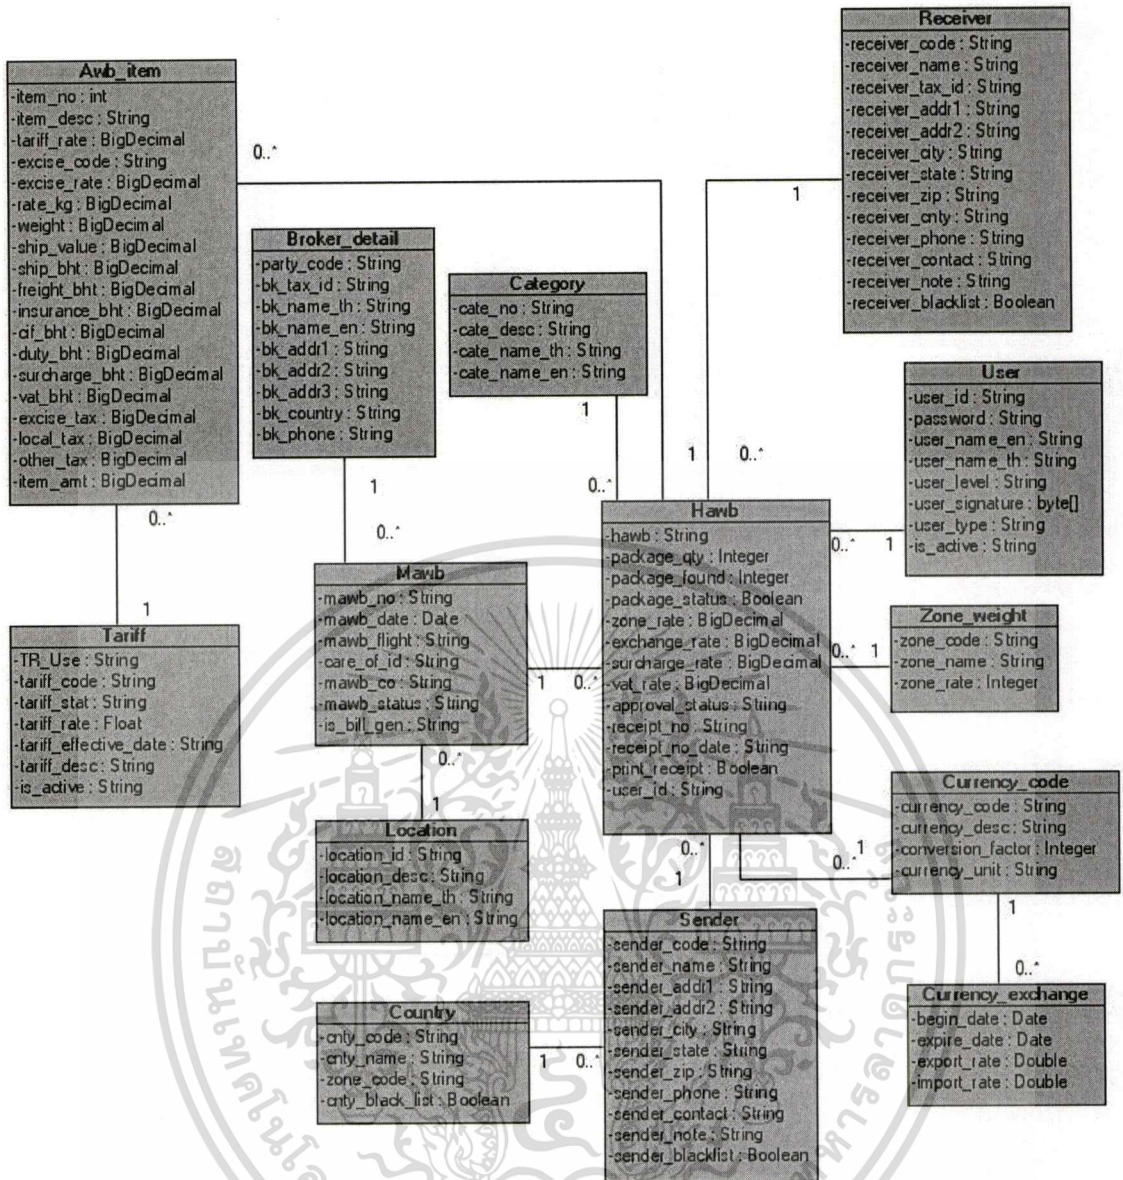 Awb_item
-item_no : int
-item_desc : String
-tariff_rate : BigDecimal
-excise_code : String
-excise_rate : BigDecimal
-rate_kg : BigDecimal
-weight : BigDecimal
-ship_value : BigDecimal
-ship_bht : BigDecimal
-freight_bht : BigDecimal
-insurance_bht : BigDecimal
-cif_bht : BigDecimal
-duty_bht : BigDecimal
-surcharge_bht : BigDecimal
-vat_bht : BigDecimal
-excise_tax : BigDecimal
-local_tax : BigDecimal
-other_tax : BigDecimal
-item_amt : BigDecimal
0..*
1
0..*
1
Receiver
-receiver_code : String
-receiver_name : String
-receiver_tax_id : String
-receiver_addr1 : String
-receiver_addr2 : String
-receiver_city : String
-receiver_state : String
-receiver_zip : String
-receiver_cnty : String
-receiver_phone : String
-receiver_contact : String
-receiver_note : String
-receiver_blacklist : Boolean
1
0..*
Broker_detail
-party_code : String
-bk_tax_id : String
-bk_name_th : String
-bk_name_en : String
-bk_addr1 : String
-bk_addr2 : String
-bk_addr3 : String
-bk_country : String
-bk_phone : String
1
0..*
Category
-cate_no : String
-cate_desc : String
-cate_name_th : String
-cate_name_en : String
1
0..*
User
-user_id : String
-password : String
-user_name_en : String
-user_name_th : String
-user_level : String
-user_signature : byte[]
-user_type : String
-is_active : String
0..*
1
Hawb
-hawb : String
-package_qty : Integer
-package_found : Integer
-package_status : Boolean
-zone_rate : BigDecimal
-exchange_rate : BigDecimal
-surcharge_rate : BigDecimal
-vat_rate : BigDecimal
-approval_status : String
-receipt_no : String
-receipt_no_date : String
-print_receipt : Boolean
-user_id : String
Mawb
-mawb_no : String
-mawb_date : Date
-mawb_flight : String
-care_of_id : String
-mawb_co : String
-mawb_status : String
-is_bill_gen : String
1
0..*
0..*
1
Zone_weight
-zone_code : String
-zone_name : String
-zone_rate : Integer
0..*
1
Tariff
-TR_Use : String
-tariff_code : String
-tariff_stat : String
-tariff_rate : Float
-tariff_effective_date : String
-tariff_desc : String
-is_active : String
Location
-location_id : String
-location_desc : String
-location_name_th : String
-location_name_en : String
Currency_code
-currency_code : String
-currency_desc : String
-conversion_factor : Integer
-currency_unit : String
1
0..*
0..*
1
1
0..*
Sender
-sender_code : String
-sender_name : String
-sender_addr1 : String
-sender_addr2 : String
-sender_city : String
-sender_state : String
-sender_zip : String
-sender_phone : String
-sender_contact : String
-sender_note : String
-sender_blacklist : Boolean
Country
-cnty_code : String
-cnty_name : String
-zone_code : String
-cnty_black_list : Boolean
1
0..*
Currency_exchange
-begin_date : Date
-expire_date : Date
-export_rate : Double
-import_rate : Double